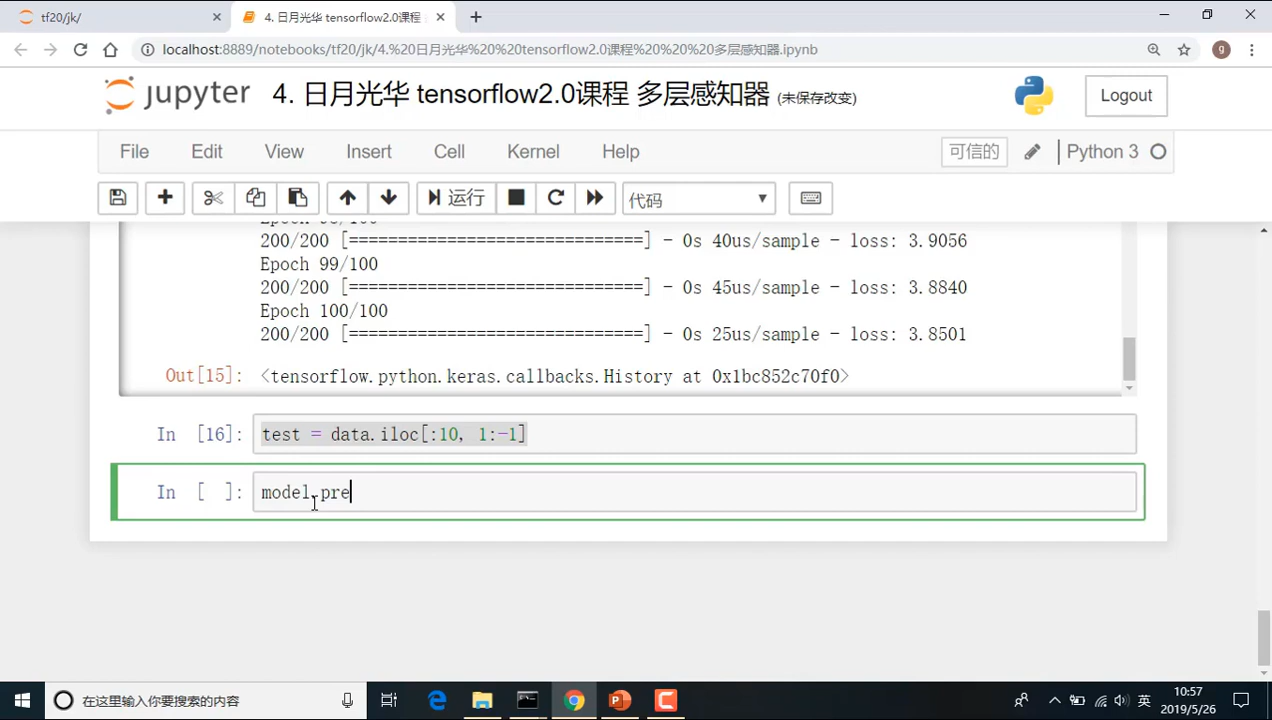 tf20/jk/
4. 日月光华 tensorflow2.0课程
localhost:8889/notebooks/tf20/jk/4.%20日月光华%20%20tensorflow2.0课程%20%20%20多层感知器.ipynb
g
jupyter 4. 日月光华 tensorflow2.0课程 多层感知器 (未保存改变)
Logout
File Edit View Insert Cell Kernel Help 可信的 Python 3
运行 代码
200/200 [==============================] - 0s 40us/sample - loss: 3.9056
Epoch 99/100
200/200 [==============================] - 0s 45us/sample - loss: 3.8840
Epoch 100/100
200/200 [==============================] - 0s 25us/sample - loss: 3.8501
Out[15]: <tensorflow.python.keras.callbacks.History at 0x1bc852c70f0>
In [16]: test = data.iloc[:10, 1:-1]
In [ ]: model.pre
在这里输入你要搜索的内容
英
10:57
2019/5/26